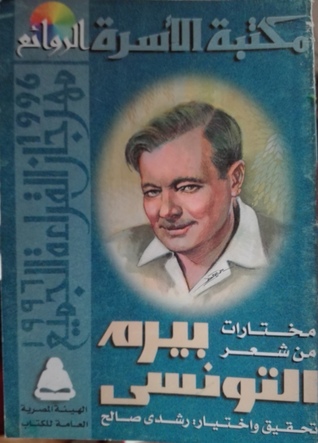 مكتبة الأسرة الروائع
مهرجان القراءة للجميع ١٩٩٦
1996
مختارات
من شعر
بيرم
التونسى
تحقيق واختيار: رشدى صالح
الهيئة المصرية
العامة للكتاب